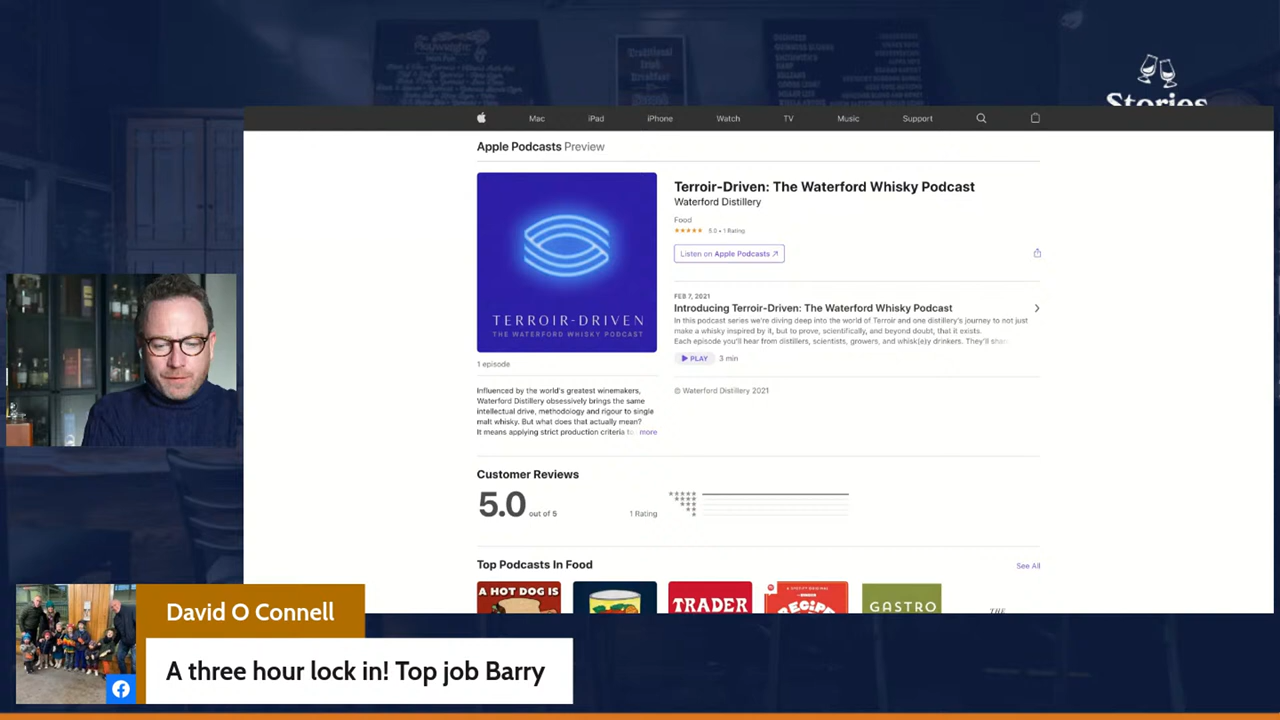 Traditional
Irish
Breakfast
Stories
Mac
iPad
iPhone
Watch
TV
Music
Support
Apple Podcasts Preview
TERROIR-DRIVEN
THE WATERFORD WHISKY PODCAST
1 episode
Influenced by the world's greatest winemakers,
Waterford Distillery obsessively brings the same
intellectual drive, methodology and rigour to single
malt whisky. But what does that actually mean?
It means applying strict production criteria to more
Terroir-Driven: The Waterford Whisky Podcast
Waterford Distillery
Food
★★★★★ 5.0 • 1 Rating
Listen on Apple Podcasts ↗
FEB 7, 2021
Introducing Terroir-Driven: The Waterford Whisky Podcast
In this podcast series we're diving deep into the world of Terroir and one distillery's journey to not just
make a whisky inspired by it, but to prove, scientifically, and beyond doubt, that it exists.
Each episode you'll hear from distillers, scientists, growers, and whisk(e)y drinkers. They'll
PLAY 3 min
© Waterford Distillery 2021
Customer Reviews
5.0 out of 5
1 Rating
Top Podcasts In Food
See All
A HOT DOG IS
TRADER
RECIPE
GASTRO
THE
David O Connell
A three hour lock in! Top job Barry